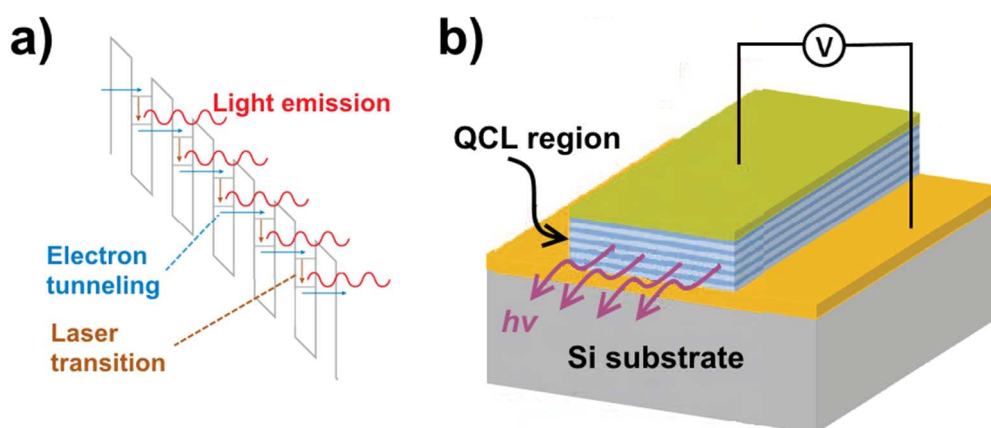 a)
Light emission
Electron
tunneling
Laser
transition
b)
V
QCL region
hv
Si substrate